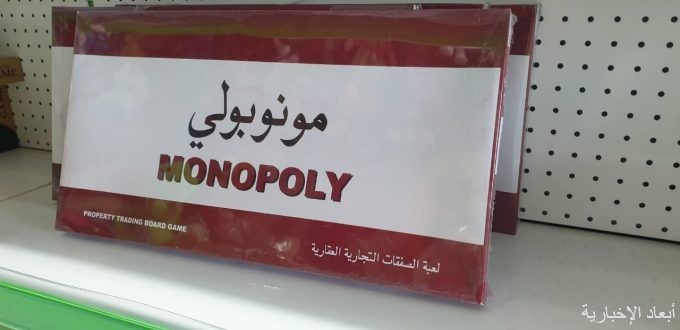 مونوبولي
MONOPOLY
PROPERTY TRADING BOARD GAME
لعبة الصفقات التجارية العقارية
أبعاد الإخبارية